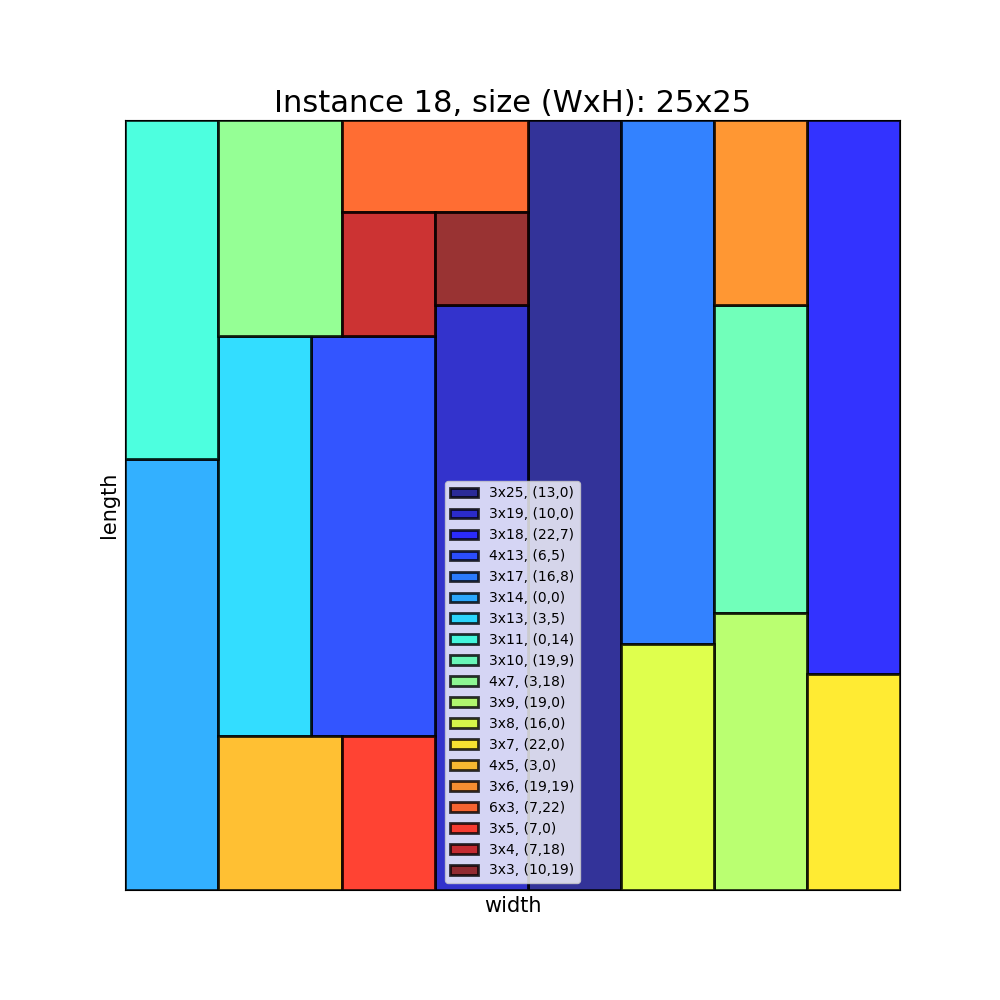 Instance 18, size (WxH): 25x25
length
3x25, (13,0)
3x19, (10,0)
3x18, (22,7)
4x13, (6,5)
3x17, (16,8)
3x14, (0,0)
3x13, (3,5)
3x11, (0,14)
3x10, (19,9)
4x7, (3,18)
3x9, (19,0)
3x8, (16,0)
3x7, (22,0)
4x5, (3,0)
3x6, (19,19)
6x3, (7,22)
3x5, (7,0)
3x4, (7,18)
3x3, (10,19)
width